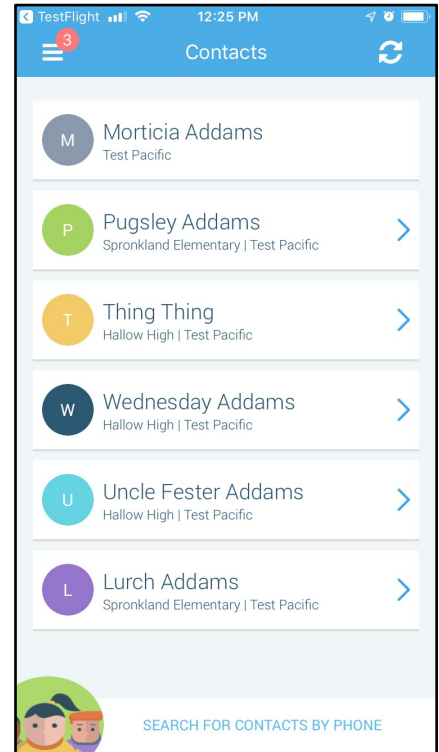 TestFlight 12:25 PM
3
Contacts
M
Morticia Addams
Test Pacific
P
Pugsley Addams
Spronkland Elementary | Test Pacific
T
Thing Thing
Hallow High | Test Pacific
W
Wednesday Addams
Hallow High | Test Pacific
U
Uncle Fester Addams
Hallow High | Test Pacific
L
Lurch Addams
Spronkland Elementary | Test Pacific
SEARCH FOR CONTACTS BY PHONE